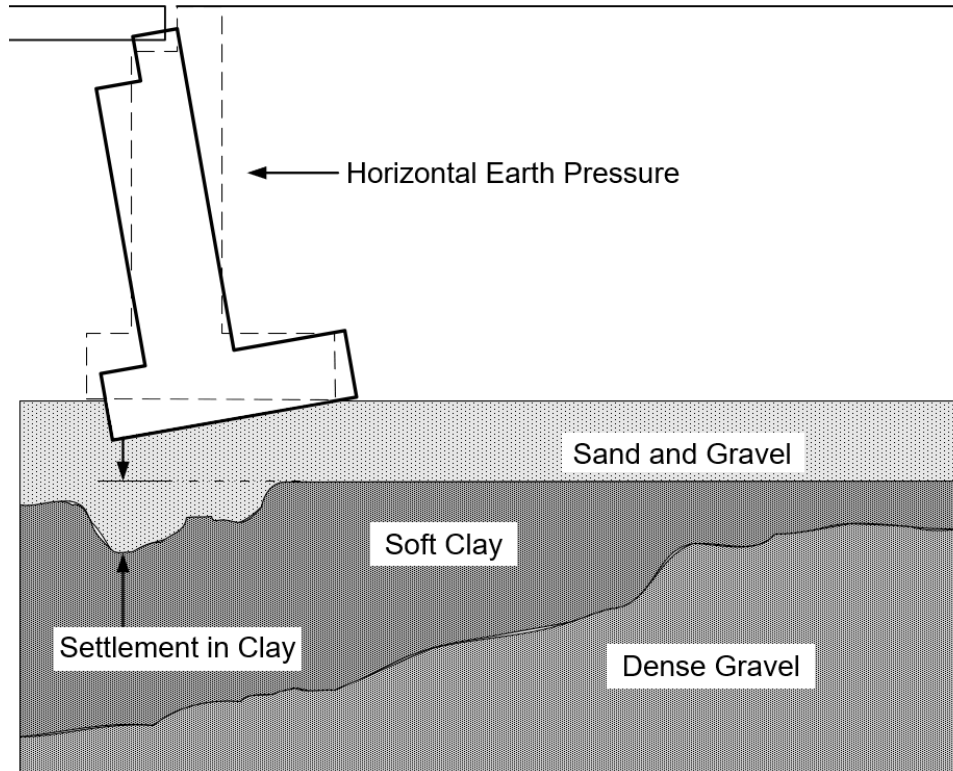 Horizontal Earth Pressure
Sand and Gravel
Soft Clay
Settlement in Clay
Dense Gravel